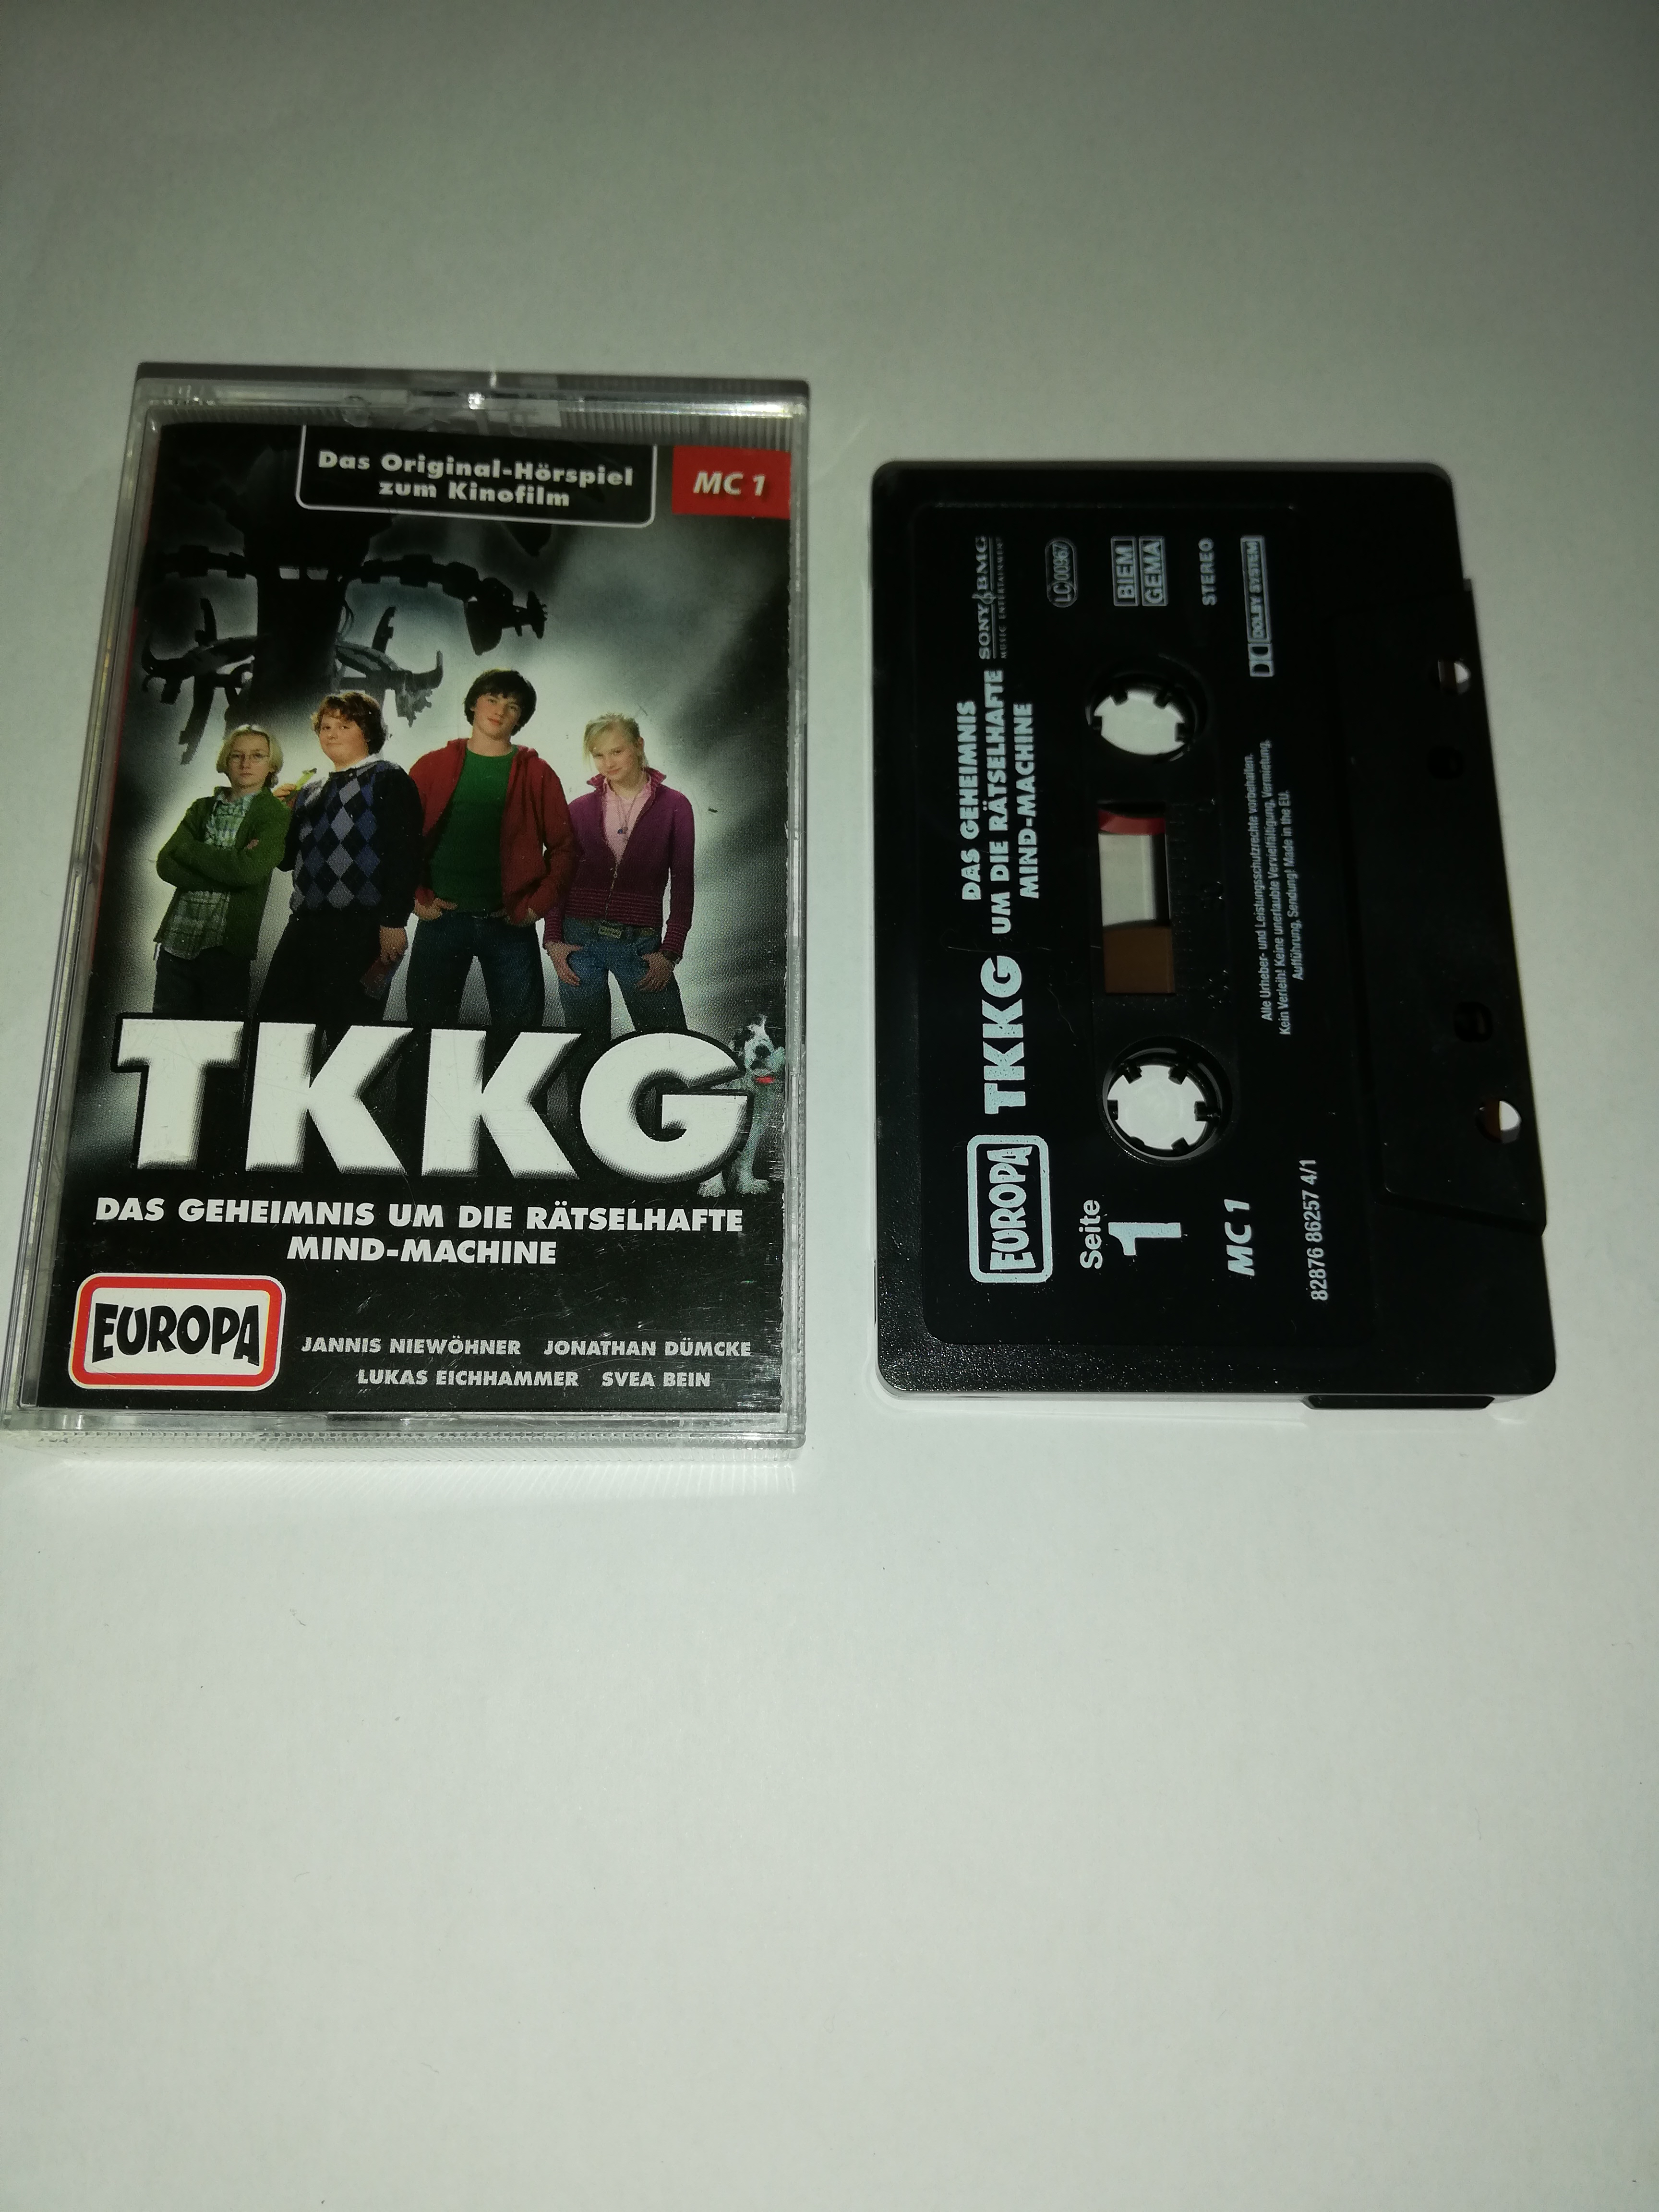 Das Original-Hörspiel
zum Kinofilm
MC 1
TKKG
DAS GEHEIMNIS UM DIE RÄTSELHAFTE
MIND-MACHINE
EUROPA
JANNIS NIEWÖHNER JONATHAN DÜMCKE
LUKAS EICHHAMMER SVEA BEIN
EUROPA
TKKG
DAS GEHEIMNIS
UM DIE RÄTSELHAFTE
MIND-MACHINE
SONY BMG
MUSIC ENTERTAINMENT
LC 00967
BIEM
GEMA
STEREO
DOLBY SYSTEM
Seite
1
MC 1
82876 86257 4/1
Alle Urheber- und Leistungsschutzrechte vorbehalten.
Kein Verleih! Keine unerlaubte Vervielfältigung, Vermietung,
Aufführung, Sendung! Made in the EU.